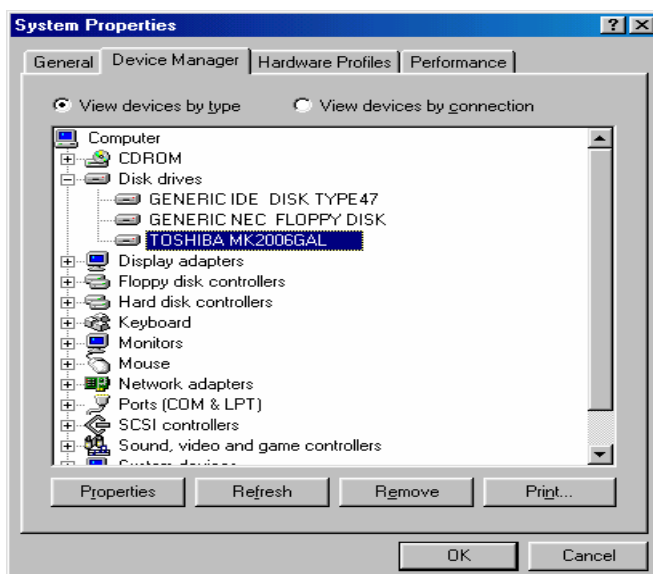 System Properties
General Device Manager Hardware Profiles Performance
View devices by type View devices by connection
Computer
CDROM
Disk drives
GENERIC IDE DISK TYPE47
GENERIC NEC FLOPPY DISK
TOSHIBA MK2006GAL
Display adapters
Floppy disk controllers
Hard disk controllers
Keyboard
Monitors
Mouse
Network adapters
Ports (COM & LPT)
SCSI controllers
Sound, video and game controllers
System devices
Properties Refresh Remove Print...
OK Cancel